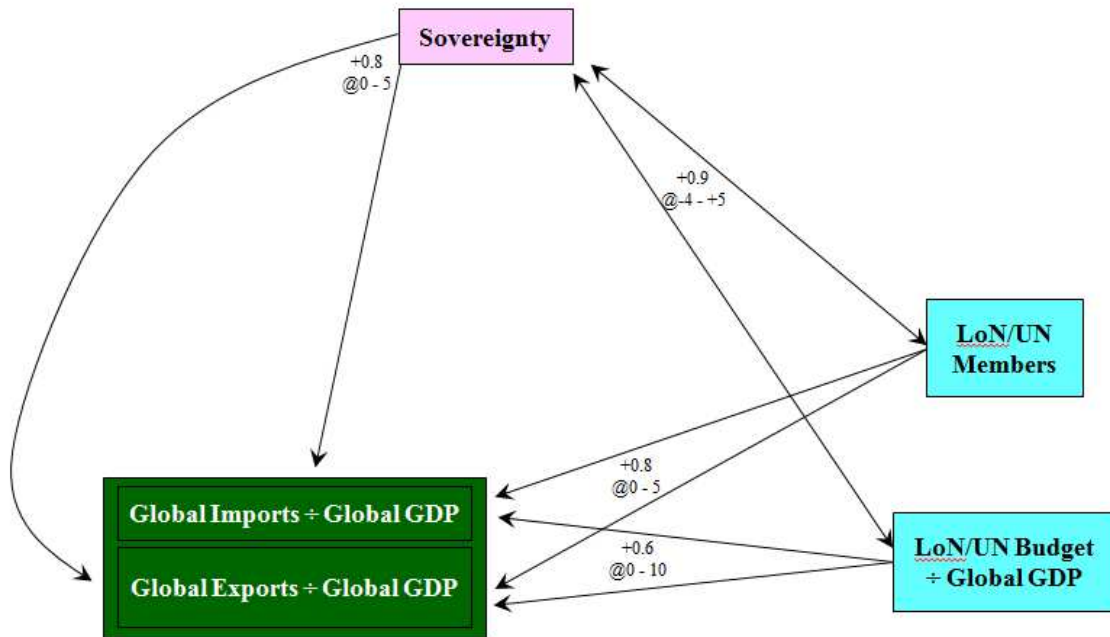 Sovereignty
+0.8
@0 - 5
+0.9
@-4 - +5
LoN/UN
Members
+0.8
@0 - 5
Global Imports ÷ Global GDP
Global Exports ÷ Global GDP
+0.6
@0 - 10
LoN/UN Budget
÷ Global GDP